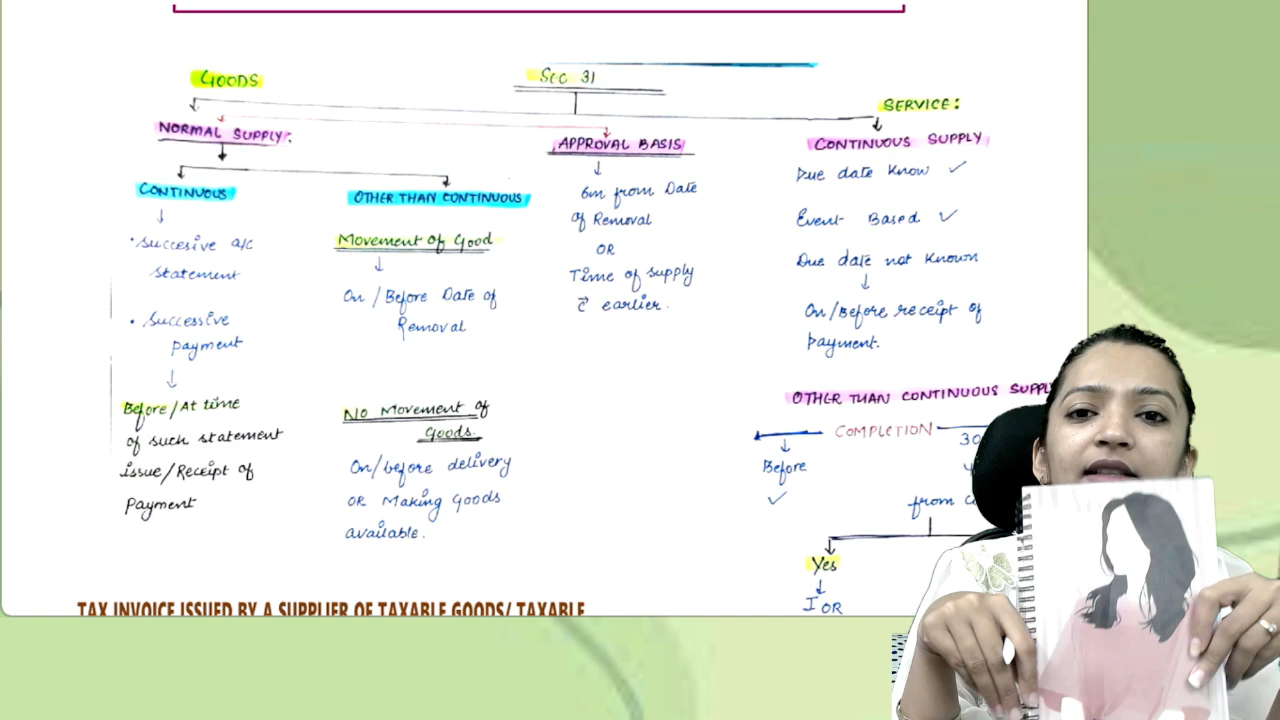 Sec 31
GOODS
SERVICE:
NORMAL SUPPLY:
CONTINUOUS
• Succesive a/c
statement
• Successive
payment
Before/At time
of such statement
issue/Receipt of
Payment
OTHER THAN CONTINUOUS
Movement of Good
On/Before Date of
Removal
No Movement of
Goods.
On/before delivery
OR Making Goods
available.
APPROVAL BASIS
6m from Date
of Removal
OR
Time of supply
earlier.
CONTINUOUS SUPPLY
Due date Know ✓
Event Based ✓
Due date not known
On/Before receipt of
payment.
OTHER THAN CONTINUOUS
COMPLETION
30
Before
✓
from
Yes
I OR
TAX INVOICE ISSUED BY A SUPPLIER OF TAXABLE GOODS/ TAXABLE